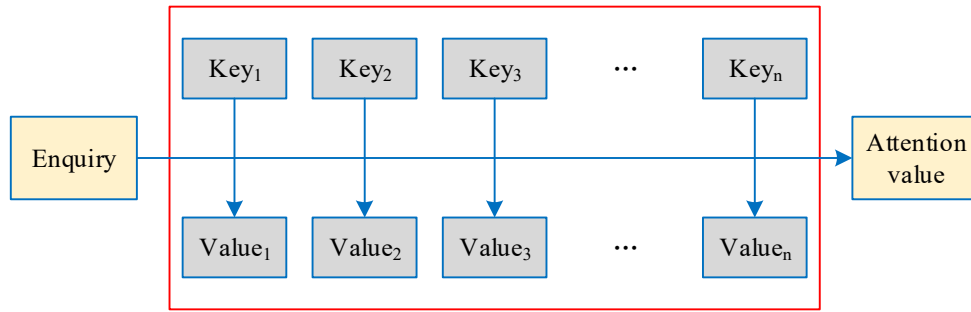 Key₁ Key₂ Key₃ ... Keyₙ
Enquiry
Attention
value
Value₁ Value₂ Value₃ ... Valueₙ